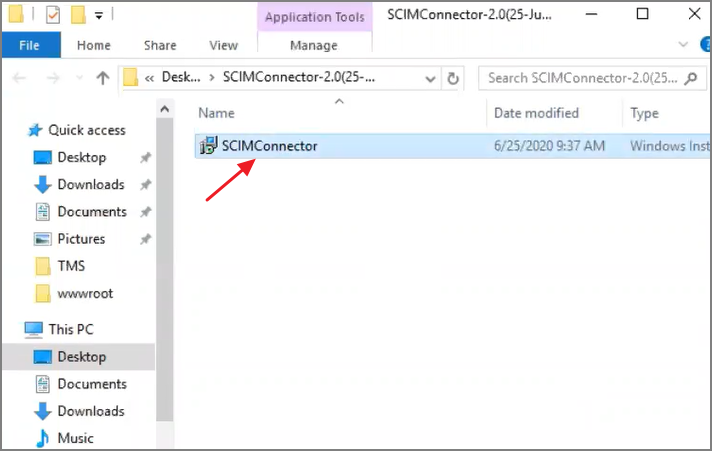 Application Tools
SCIMConnector-2.0(25-Ju...
File
Home
Share
View
Manage
« Desk...
SCIMConnector-2.0(25-...
Search SCIMConnector-2.0(25...
Name
Date modified
Type
Quick access
Desktop
Downloads
Documents
Pictures
TMS
wwwroot
This PC
Desktop
Documents
Downloads
Music
SCIMConnector
6/25/2020 9:37 AM
Windows Inst